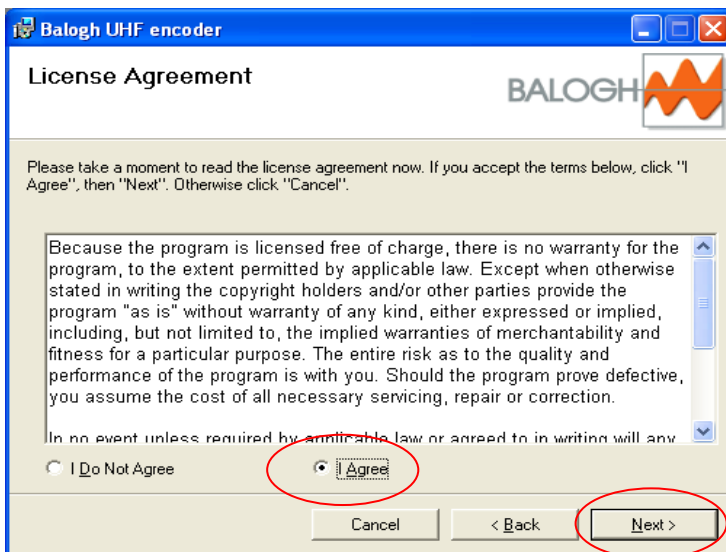 Balogh UHF encoder
License Agreement
BALOGH
Please take a moment to read the license agreement now. If you accept the terms below, click "I
Agree", then "Next". Otherwise click "Cancel".
Because the program is licensed free of charge, there is no warranty for the
program, to the extent permitted by applicable law. Except when otherwise
stated in writing the copyright holders and/or other parties provide the
program "as is" without warranty of any kind, either expressed or implied,
including, but not limited to, the implied warranties of merchantability and
fitness for a particular purpose. The entire risk as to the quality and
performance of the program is with you. Should the program prove defective,
you assume the cost of all necessary servicing, repair or correction.
In no event unless required by applicable law or agreed to in writing will any
I Do Not Agree
I Agree
Cancel
< Back
Next >